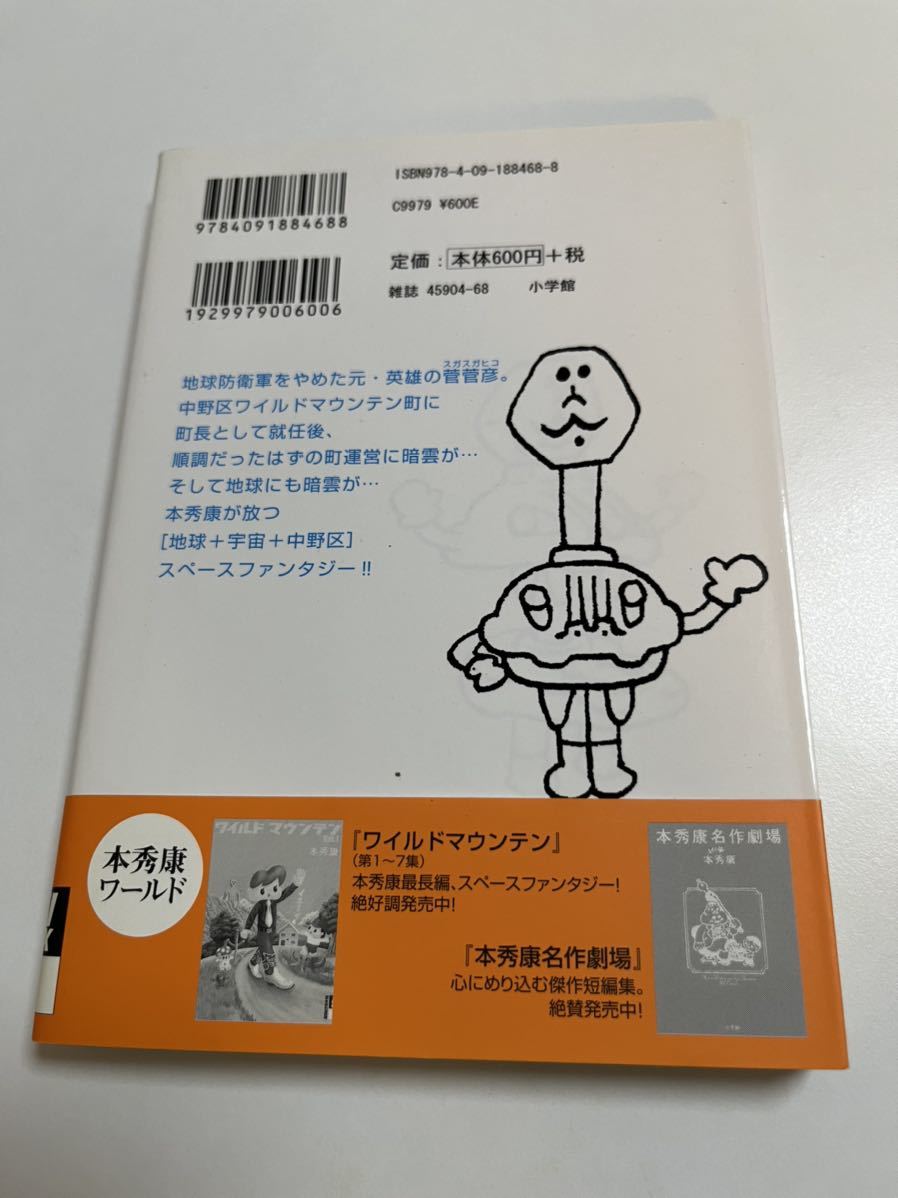 ISBN978-4-09-188468-8
9784091884688
C9979 ¥600E
定価：本体600円＋税
1929979006006
雑誌 45904-68 小学館
地球防衛軍をやめた元・英雄の菅菅彦。
スガスガヒコ
中野区ワイルドマウンテン町に
町長として就任後、
順調だったはずの町運営に暗雲が…
そして地球にも暗雲が…
本秀康が放つ
［地球＋宇宙＋中野区］
スペースファンタジー!!
本秀康
ワールド
ワイルド マウンテン
本秀康
『ワイルドマウンテン』
（第1〜7集）
本秀康最長編、スペースファンタジー！
絶好調発売中！
『本秀康名作劇場』
心にめり込む傑作短編集。
絶賛発売中！
本秀康名作劇場
本秀康